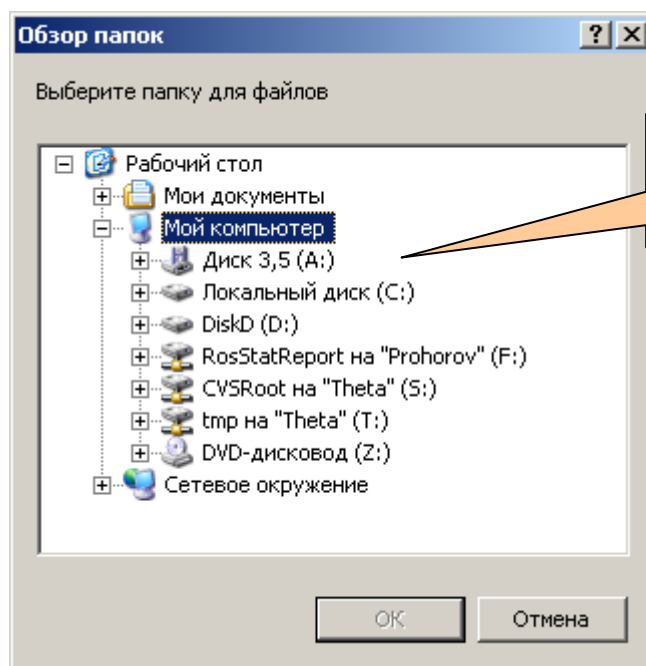 Обзор папок
Выберите папку для файлов
Рабочий стол
Мои документы
Мой компьютер
Диск 3,5 (A:)
Локальный диск (C:)
DiskD (D:)
RosStatReport на "Prohorov" (F:)
CVSRoot на "Theta" (S:)
tmp на "Theta" (T:)
DVD-дисковод (Z:)
Сетевое окружение
OK Отмена